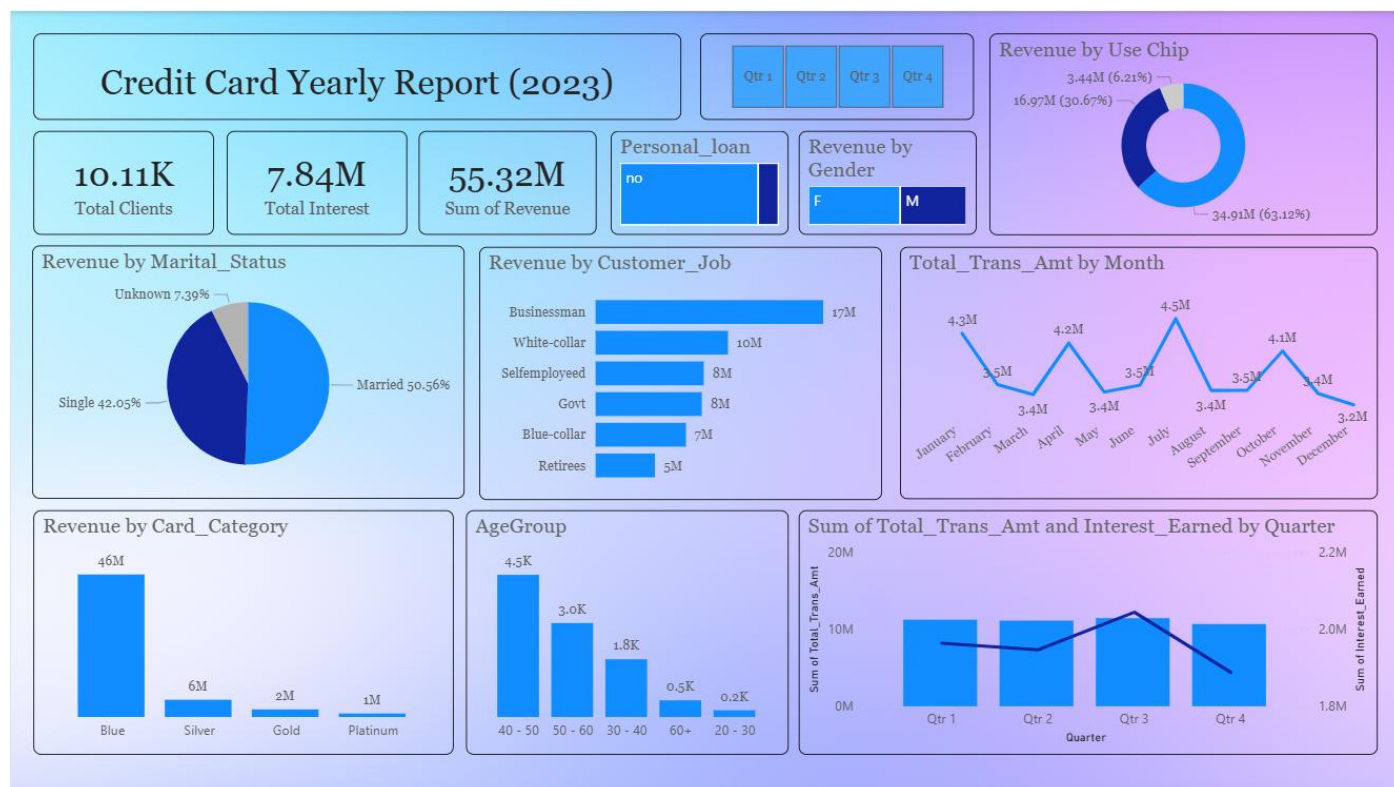 Credit Card Yearly Report (2023)
Qtr 1 Qtr 2 Qtr 3 Qtr 4
Revenue by Use Chip
3.44M (6.21%)
16.97M (30.67%)
34.91M (63.12%)
10.11K
Total Clients
7.84M
Total Interest
55.32M
Sum of Revenue
Personal_loan
no
Revenue by
Gender
F M
Revenue by Marital_Status
Unknown 7.39%
Married 50.56%
Single 42.05%
Revenue by Customer_Job
Businessman 17M
White-collar 10M
Selfemployeed 8M
Govt 8M
Blue-collar 7M
Retirees 5M
Total_Trans_Amt by Month
4.3M 3.5M 3.4M 4.2M 3.4M 3.5M 4.5M 3.4M 3.5M 4.1M 3.4M 3.2M
January February March April May June July August September October November December
Revenue by Card_Category
46M 6M 2M 1M
Blue Silver Gold Platinum
AgeGroup
4.5K 3.0K 1.8K 0.5K 0.2K
40 - 50 50 - 60 30 - 40 60+ 20 - 30
Sum of Total_Trans_Amt and Interest_Earned by Quarter
Sum of Total_Trans_Amt
20M 2.2M
10M 2.0M
0M 1.8M
Sum of Interest_Earned
Qtr 1 Qtr 2 Qtr 3 Qtr 4
Quarter